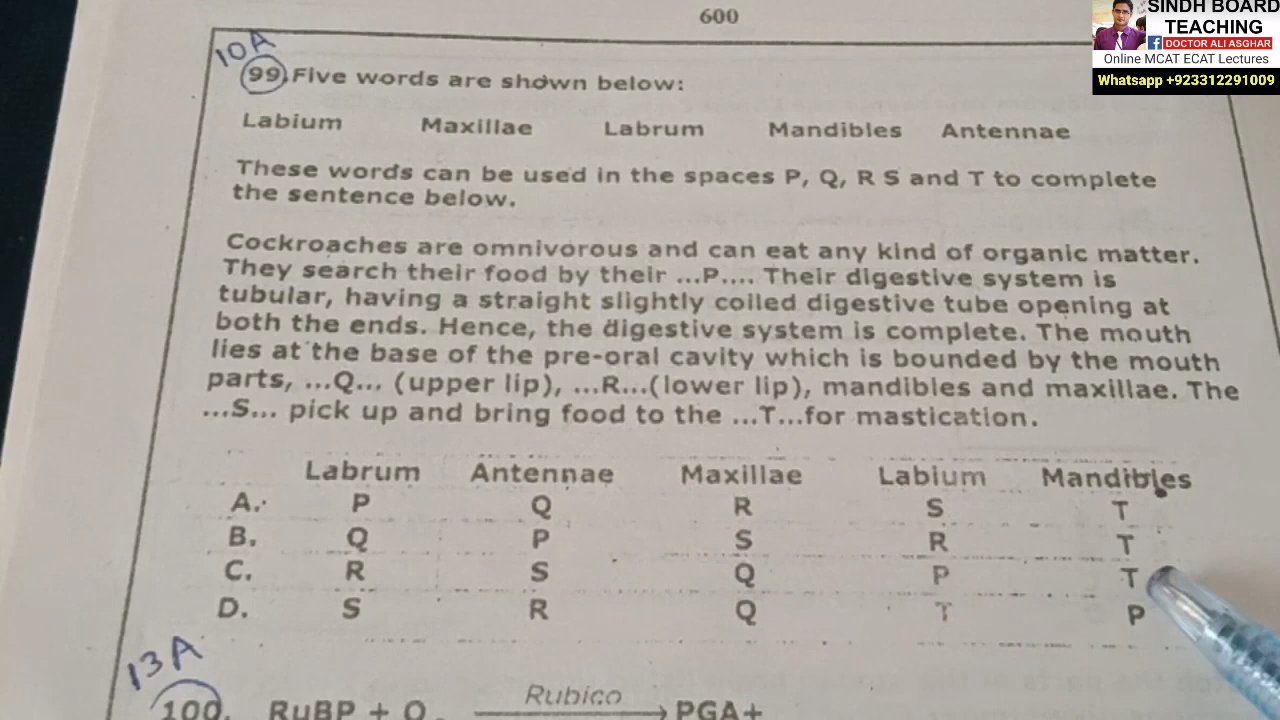 600
SINDH BOARD
TEACHING
DOCTOR ALI ASGHAR
Online MCAT ECAT Lectures
Whatsapp +923312291009
10A
99. Five words are shown below:
Labium Maxillae Labrum Mandibles Antennae
These words can be used in the spaces P, Q, R S and T to complete
the sentence below.
Cockroaches are omnivorous and can eat any kind of organic matter.
They search their food by their ...P.... Their digestive system is
tubular, having a straight slightly coiled digestive tube opening at
both the ends. Hence, the digestive system is complete. The mouth
lies at the base of the pre-oral cavity which is bounded by the mouth
parts, ...Q... (upper lip), ...R...(lower lip), mandibles and maxillae. The
...S... pick up and bring food to the ...T...for mastication.
Labrum Antennae Maxillae Labium Mandibles
A. P Q R S T
B. Q P S R T
C. R S Q P T
D. S R Q T P
13A
100. RuBP + O Rubico PGA+